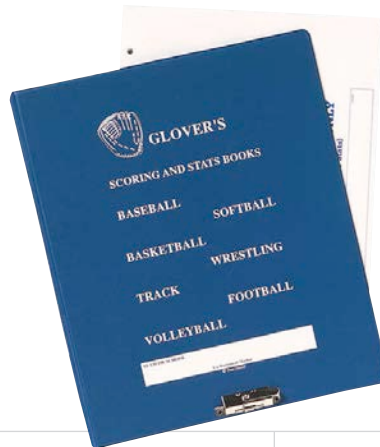 GLOVER'S
SCORING AND STATS BOOKS
BASEBALL SOFTBALL
BASKETBALL WRESTLING
TRACK FOOTBALL
VOLLEYBALL